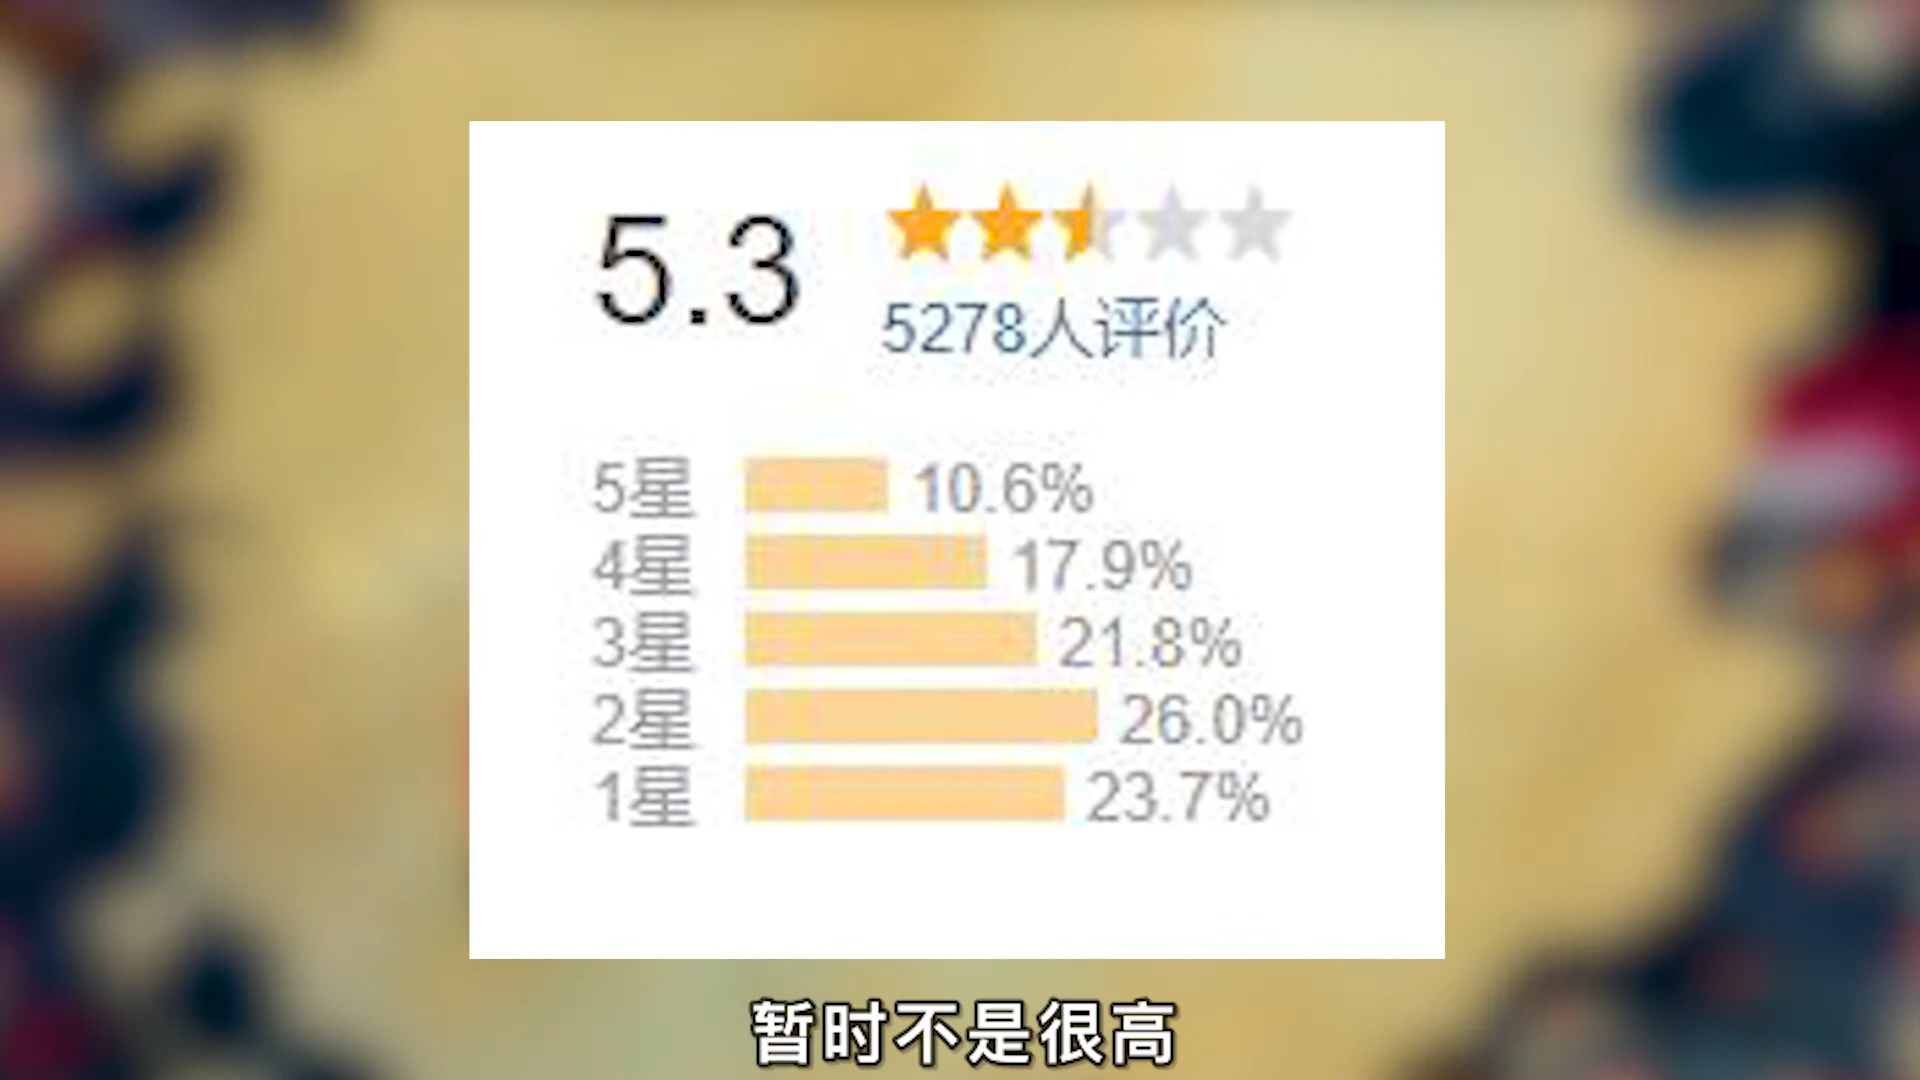 5.3
5278人评价
5星 10.6%
4星 17.9%
3星 21.8%
2星 26.0%
1星 23.7%
暂时不是很高